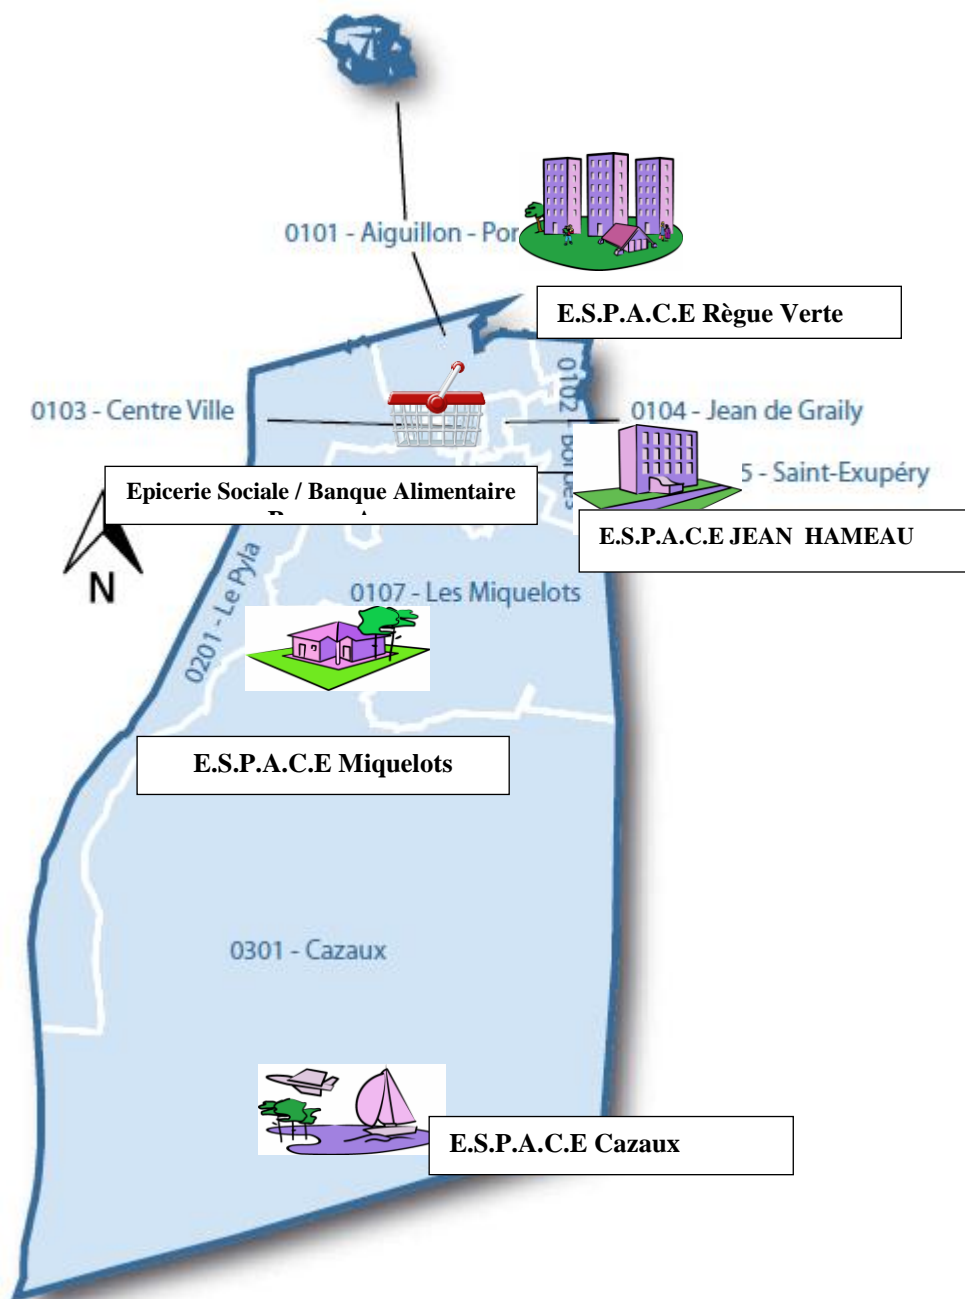 0101 - Aiguillon - Por
E.S.P.A.C.E Règue Verte
0102 -
0103 - Centre Ville
0104 - Jean de Graily
5 - Saint-Exupéry
Epicerie Sociale / Banque Alimentaire
E.S.P.A.C.E JEAN HAMEAU
N
0201 - Le Pyla
0107 - Les Miquelots
E.S.P.A.C.E Miquelots
0301 - Cazaux
E.S.P.A.C.E Cazaux